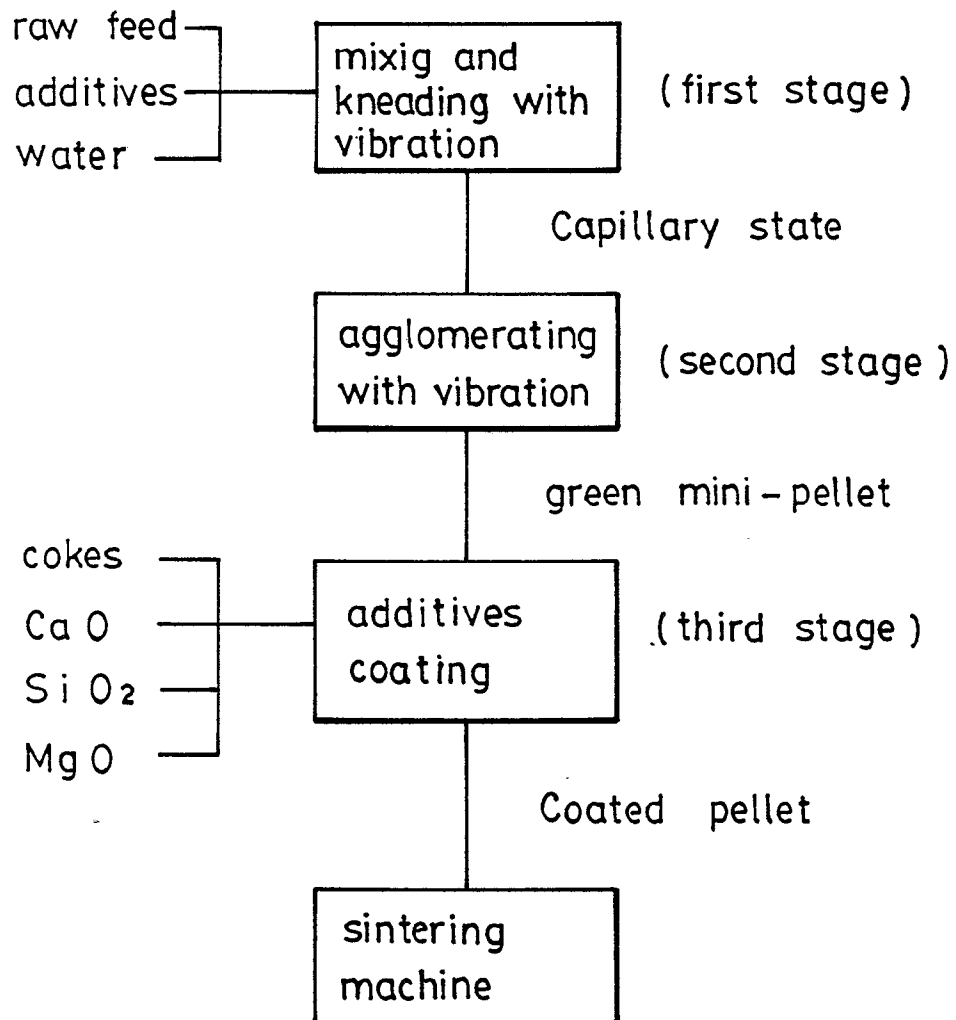 raw feed
additives
water
mixig and
kneading with
vibration
(first stage)
Capillary state
agglomerating
with vibration
(second stage)
green mini-pellet
cokes
CaO
SiO2
MgO
additives
coating
(third stage)
Coated pellet
sintering
machine